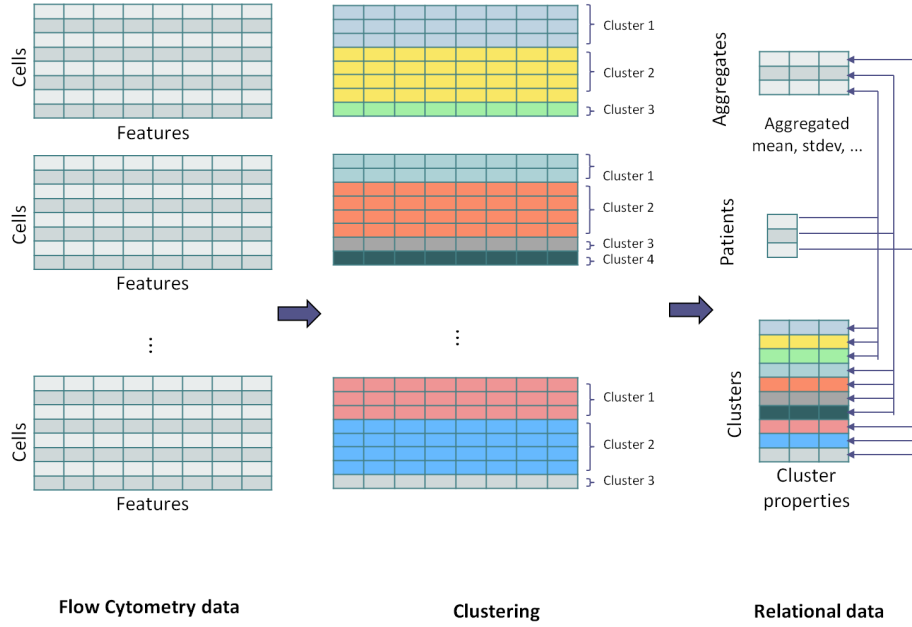 Cells
Features
Cells
Features
...
Cells
Features
Flow Cytometry data
Cluster 1
Cluster 2
Cluster 3
Cluster 1
Cluster 2
Cluster 3
Cluster 4
...
Cluster 1
Cluster 2
Cluster 3
Clustering
Aggregates
Aggregated
mean, stdev, ...
Patients
Clusters
Cluster
properties
Relational data